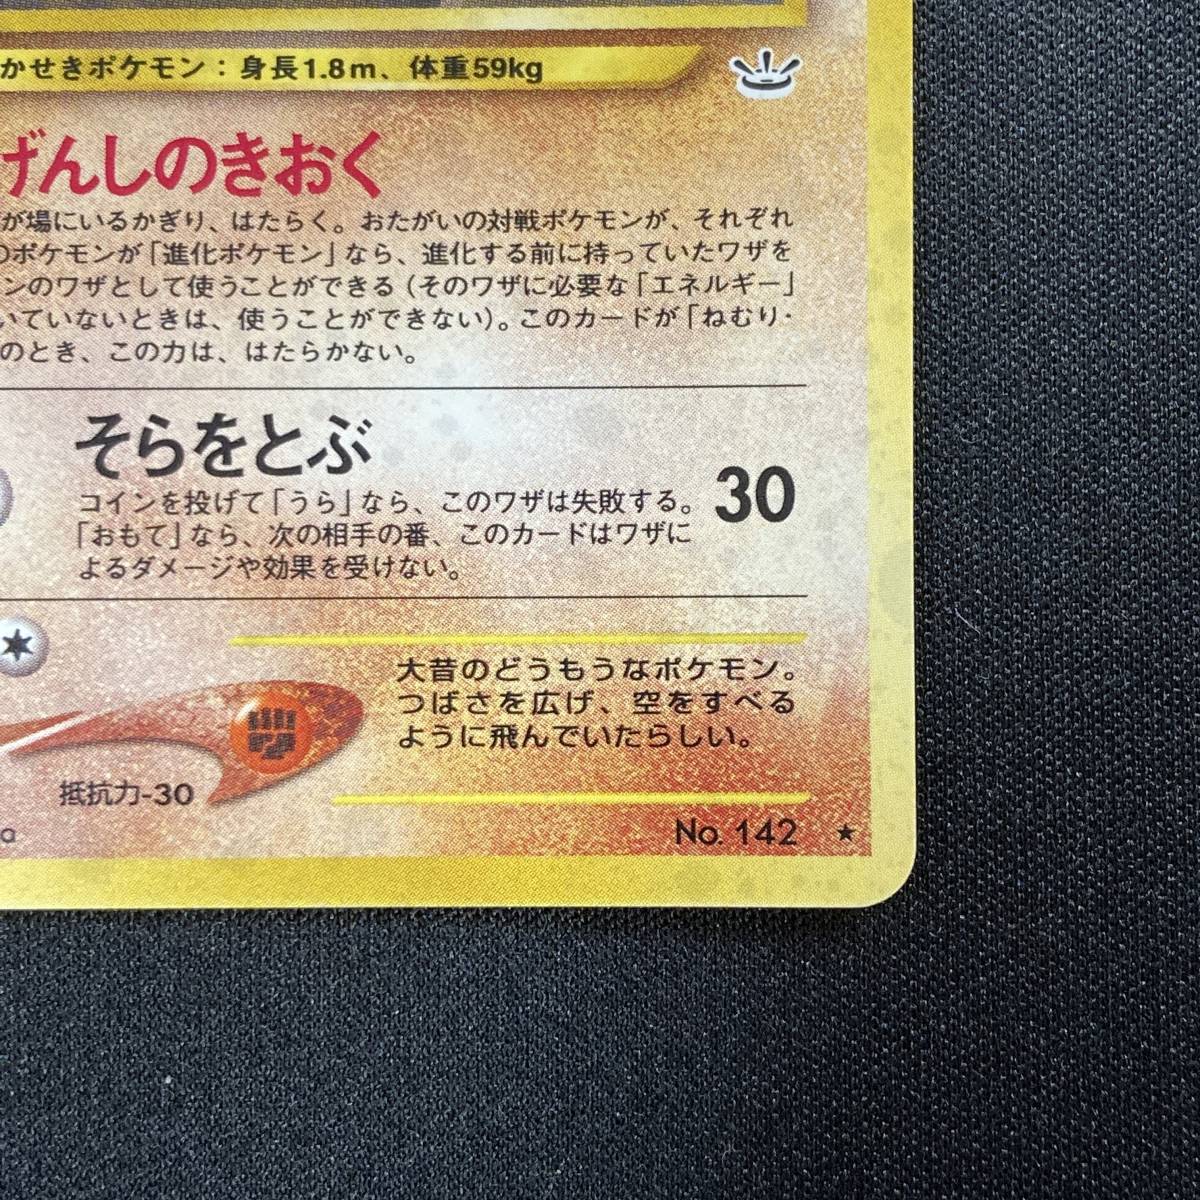 かせきポケモン：身長1.8m、体重59kg
げんしのきおく
が場にいるかぎり、はたらく。おたがいの対戦ポケモンが、それぞれ
のポケモンが「進化ポケモン」なら、進化する前に持っていたワザを
ンのワザとして使うことができる（そのワザに必要な「エネルギー」
いていないときは、使うことができない）。このカードが「ねむり・
のとき、この力は、はたらかない。
そらをとぶ
30
コインを投げて「うら」なら、このワザは失敗する。
「おもて」なら、次の相手の番、このカードはワザに
よるダメージや効果を受けない。
大昔のどうもうなポケモン。
つばさを広げ、空をすべる
ように飛んでいたらしい。
抵抗力-30
a
No. 142 ★